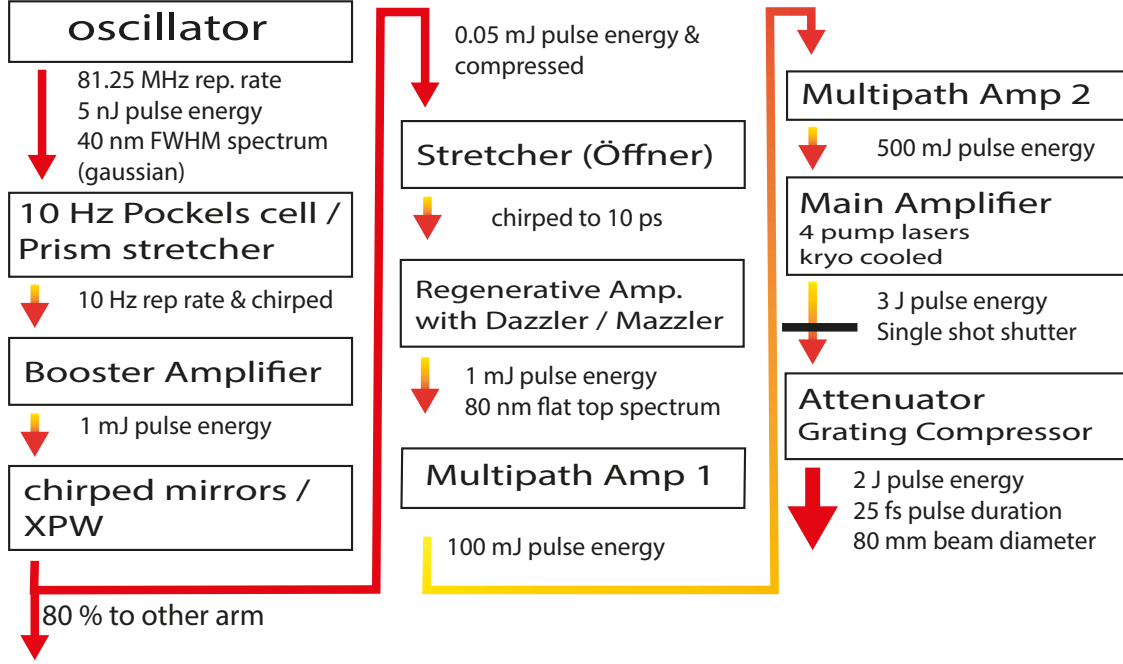 oscillator
81.25 MHz rep. rate
5 nJ pulse energy
40 nm FWHM spectrum
(gaussian)
10 Hz Pockels cell /
Prism stretcher
10 Hz rep rate & chirped
Booster Amplifier
1 mJ pulse energy
chirped mirrors /
XPW
80 % to other arm
0.05 mJ pulse energy &
compressed
Stretcher (Öffner)
chirped to 10 ps
Regenerative Amp.
with Dazzler / Mazzler
1 mJ pulse energy
80 nm flat top spectrum
Multipath Amp 1
100 mJ pulse energy
Multipath Amp 2
500 mJ pulse energy
Main Amplifier
4 pump lasers
kryo cooled
3 J pulse energy
Single shot shutter
Attenuator
Grating Compressor
2 J pulse energy
25 fs pulse duration
80 mm beam diameter